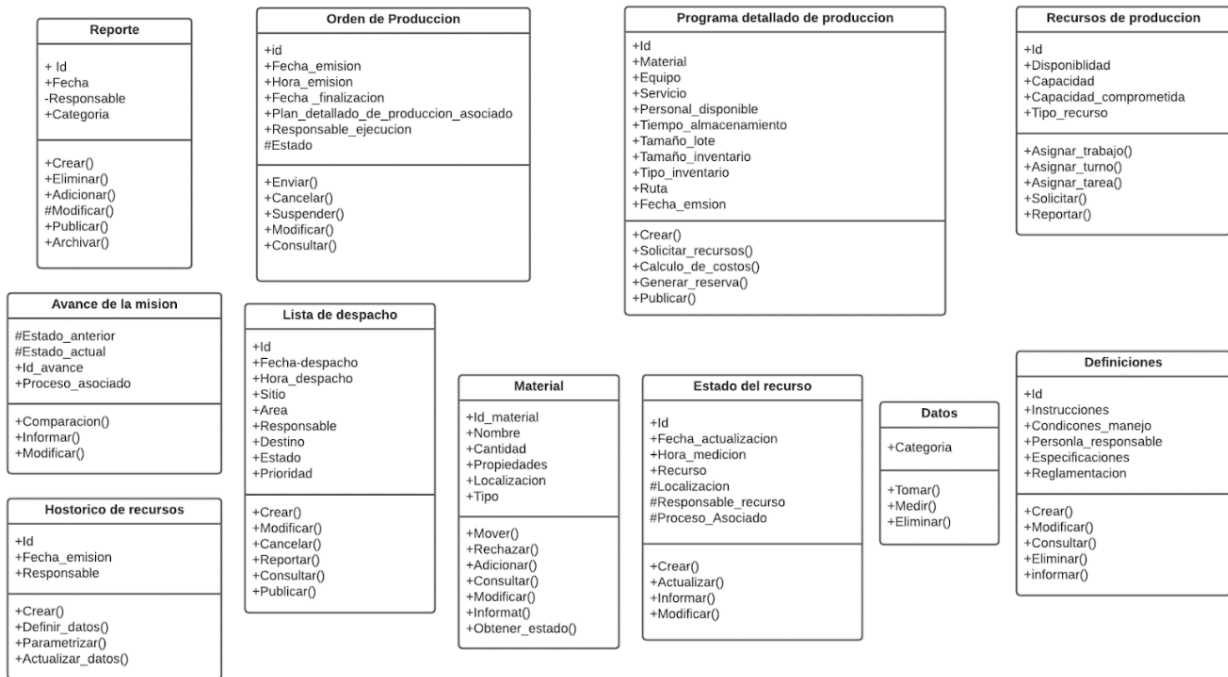 Reporte
+ Id
+Fecha
-Responsable
+Categoria
+Crear()
+Eliminar()
+Adicionar()
#Modificar()
+Publicar()
+Archivar()
Orden de Produccion
+id
+Fecha_emision
+Hora_emision
+Fecha _finalizacion
+Plan_detallado_de_produccion_asociado
+Responsable_ejecucion
#Estado
+Enviar()
+Cancelar()
+Suspender()
+Modificar()
+Consultar()
Programa detallado de produccion
+Id
+Material
+Equipo
+Servicio
+Personal_disponible
+Tiempo_almacenamiento
+Tamaño_lote
+Tamaño_inventario
+Tipo_inventario
+Ruta
+Fecha_emsion
+Crear()
+Solicitar_recursos()
+Calculo_de_costos()
+Generar_reserva()
+Publicar()
Recursos de produccion
+Id
+Disponiblidad
+Capacidad
+Capacidad_comprometida
+Tipo_recurso
+Asignar_trabajo()
+Asignar_turno()
+Asignar_tarea()
+Solicitar()
+Reportar()
Avance de la mision
#Estado_anterior
#Estado_actual
+Id_avance
+Proceso_asociado
+Comparacion()
+Informar()
+Modificar()
Lista de despacho
+Id
+Fecha-despacho
+Hora_despacho
+Sitio
+Area
+Responsable
+Destino
+Estado
+Prioridad
+Crear()
+Modificar()
+Cancelar()
+Reportar()
+Consultar()
+Publicar()
Material
+Id_material
+Nombre
+Cantidad
+Propiedades
+Localizacion
+Tipo
+Mover()
+Rechazar()
+Adicionar()
+Consultar()
+Modificar()
+Informat()
+Obtener_estado()
Estado del recurso
+Id
+Fecha_actualizacion
+Hora_medicion
+Recurso
#Localizacion
#Responsable_recurso
#Proceso_Asociado
+Crear()
+Actualizar()
+Informar()
+Modificar()
Datos
+Categoria
+Tomar()
+Medir()
+Eliminar()
Definiciones
+Id
+Instrucciones
+Condicones_manejo
+Personla_responsable
+Especificaciones
+Reglamentacion
+Crear()
+Modificar()
+Consultar()
+Eliminar()
+informar()
Hostorico de recursos
+Id
+Fecha_emision
+Responsable
+Crear()
+Definir_datos()
+Parametrizar()
+Actualizar_datos()